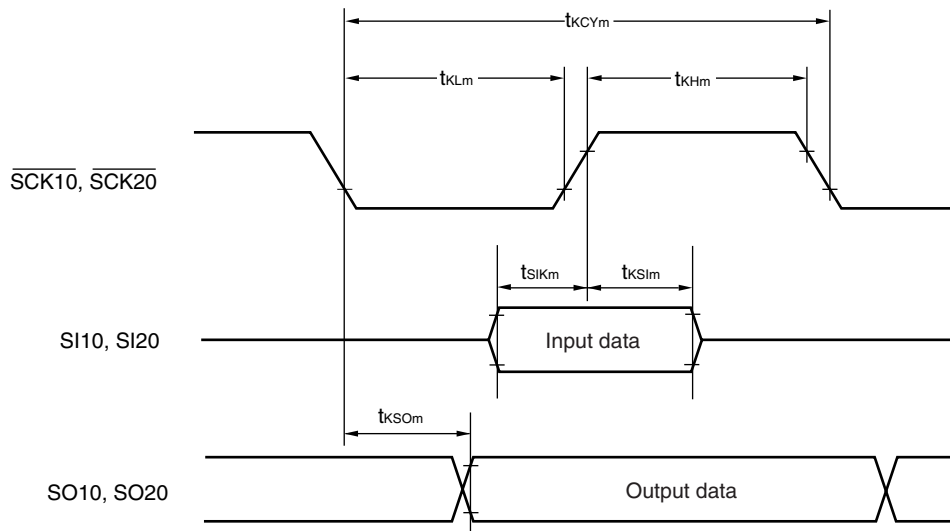 tKCYm
tKLm
tKHm
SCK10, SCK20
tSIKm
tKSIm
SI10, SI20
Input data
tKSOm
SO10, SO20
Output data